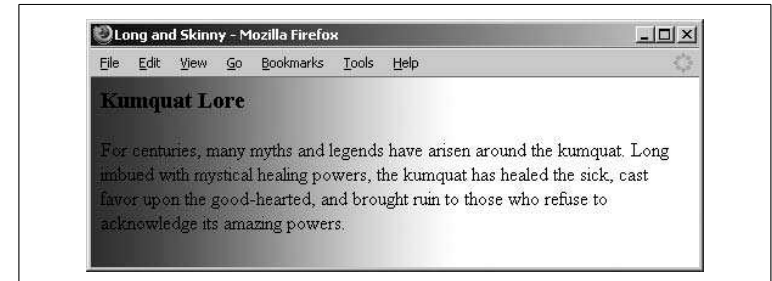 Long and Skinny - Mozilla Firefox
File Edit View Go Bookmarks Tools Help
Kumquat Lore
For centuries, many myths and legends have arisen around the kumquat. Long
imbued with mystical healing powers, the kumquat has healed the sick, cast
favor upon the good-hearted, and brought ruin to those who refuse to
acknowledge its amazing powers.